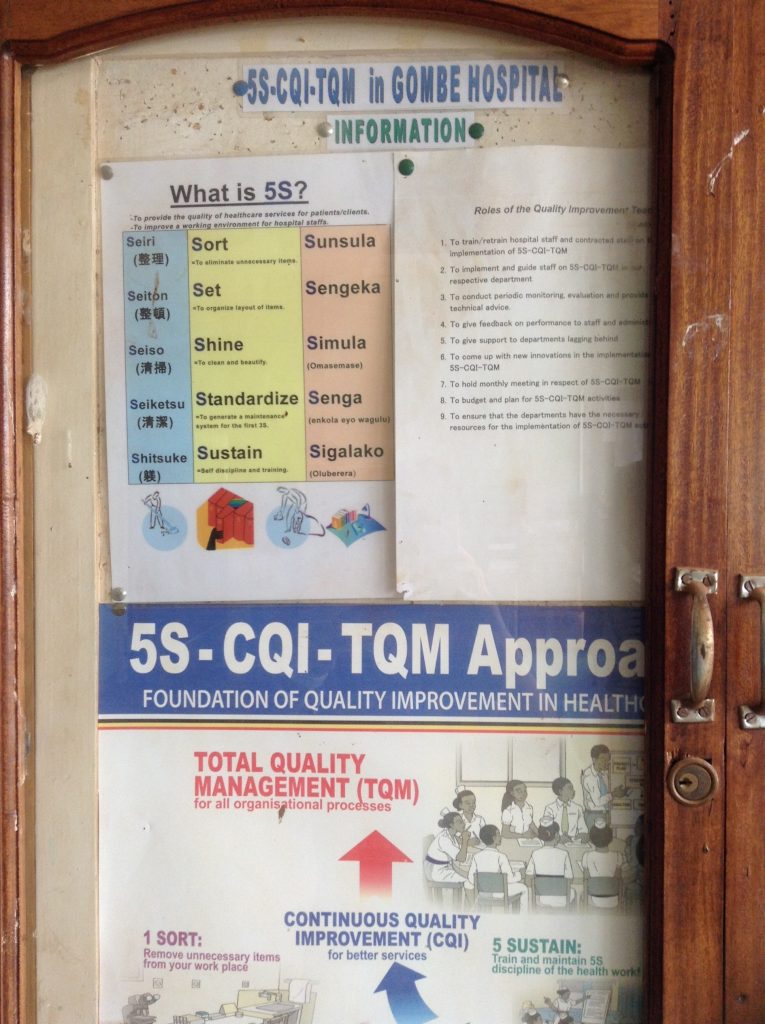 5S-CQI-TQM in GOMBE HOSPITAL
INFORMATION
What is 5S?
-To provide the quality of healthcare services for patients/clients.
-To improve a working environment for hospital staffs.
Seiri
(整理)
Sort
=To eliminate unnecessary items.
Sunsula
Seiton
(整頓)
Set
=To organize layout of items.
Sengeka
Seiso
(清掃)
Shine
=To clean and beautify.
Simula
(Omasemase)
Seiketsu
(清潔)
Standardize
=To generate a maintenance
system for the first 3S.
Senga
(enkola eyo wagulu)
Shitsuke
(躾)
Sustain
=Self discipline and training.
Sigalako
(Oluberera)
Roles of the Quality Improvement Tea
1. To train/retrain hospital staff and contracted staff on
implementation of 5S-CQI-TQM
2. To implement and guide staff on 5S-CQI-TQM in
respective department
3. To conduct periodic monitoring, evaluation and provide
technical advice.
4. To give feedback on performance to staff and administ
5. To give support to departments lagging behind
6. To come up with new innovations in the implementation
5S-CQI-TQM
7. To hold monthly meeting in respect of 5S-CQI-TQM
8. To budget and plan for 5S-CQI-TQM activities
9. To ensure that the departments have the necessary
resources for the implementation of 5S-CQI-TQM
5S-CQI-TQM Approa
FOUNDATION OF QUALITY IMPROVEMENT IN HEALTHC
TOTAL QUALITY
MANAGEMENT (TQM)
for all organisational processes
CONTINUOUS QUALITY
IMPROVEMENT (CQI)
for better services
1 SORT:
Remove unnecessary items
from your work place
5 SUSTAIN:
Train and maintain 5S
discipline of the health work